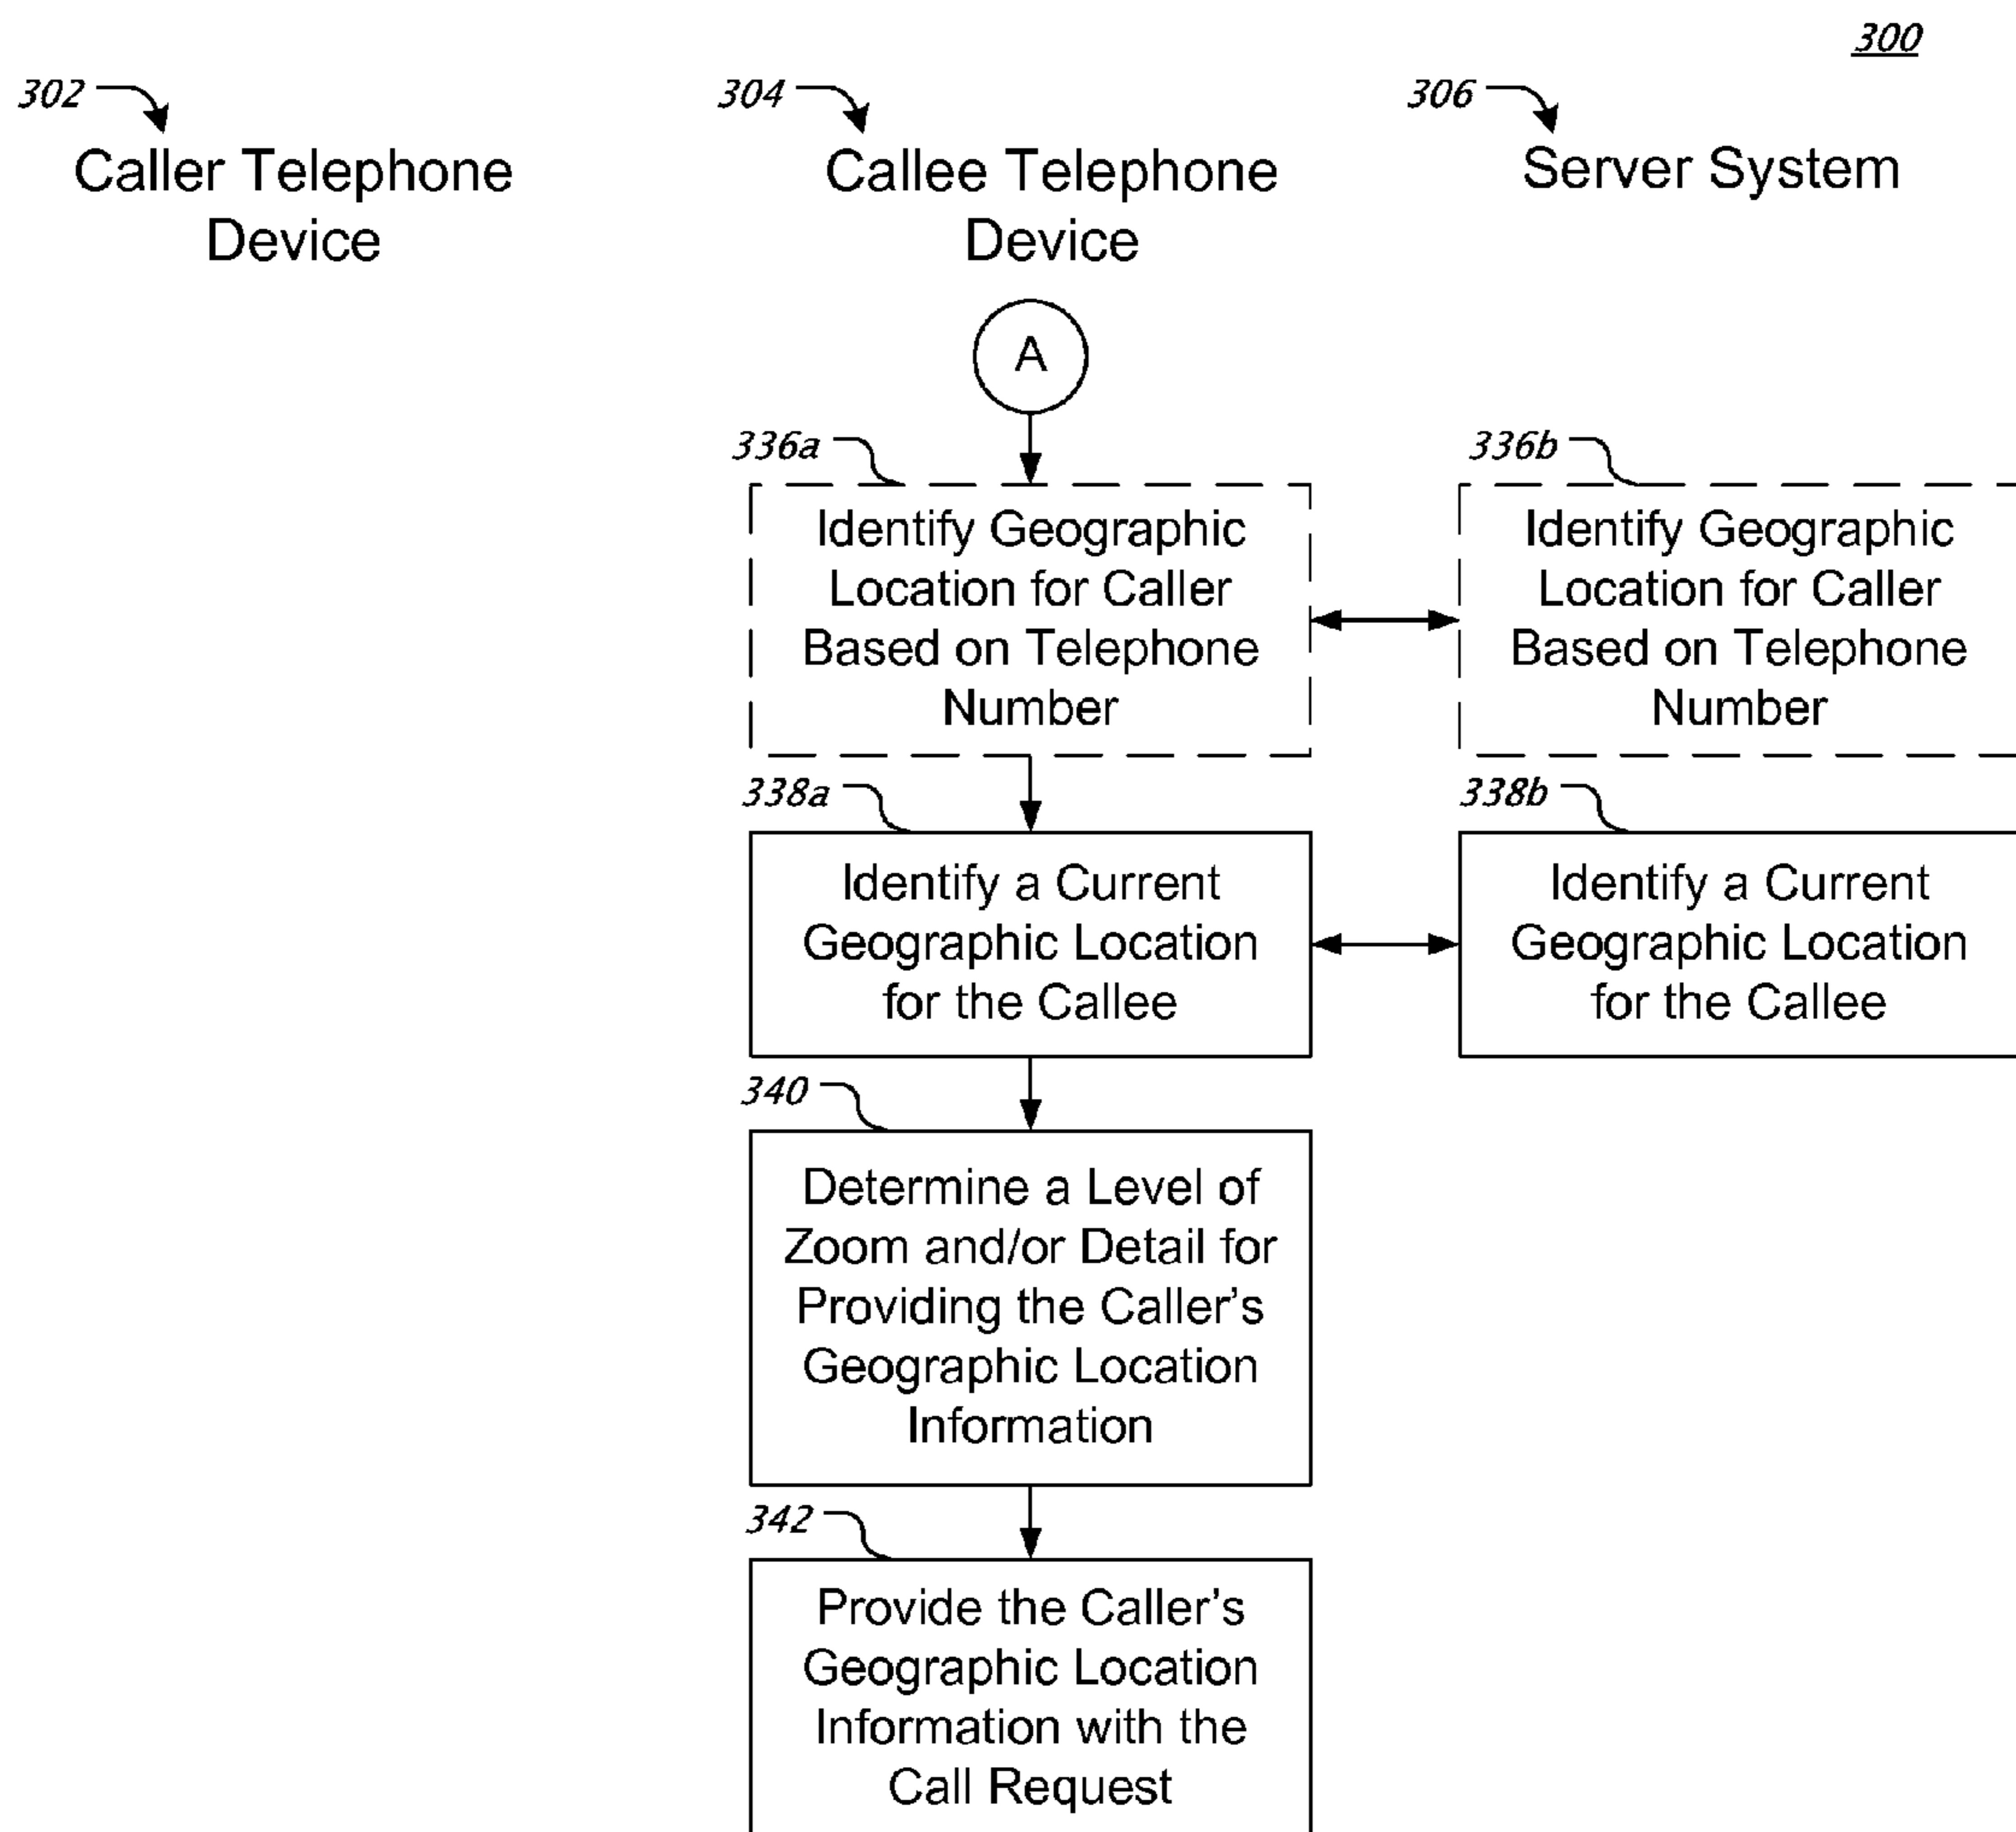 300
302
Caller Telephone
Device
304
Callee Telephone
Device
306
Server System
A
336a
Identify Geographic
Location for Caller
Based on Telephone
Number
336b
Identify Geographic
Location for Caller
Based on Telephone
Number
338a
Identify a Current
Geographic Location
for the Callee
338b
Identify a Current
Geographic Location
for the Callee
340
Determine a Level of
Zoom and/or Detail for
Providing the Caller’s
Geographic Location
Information
342
Provide the Caller’s
Geographic Location
Information with the
Call Request